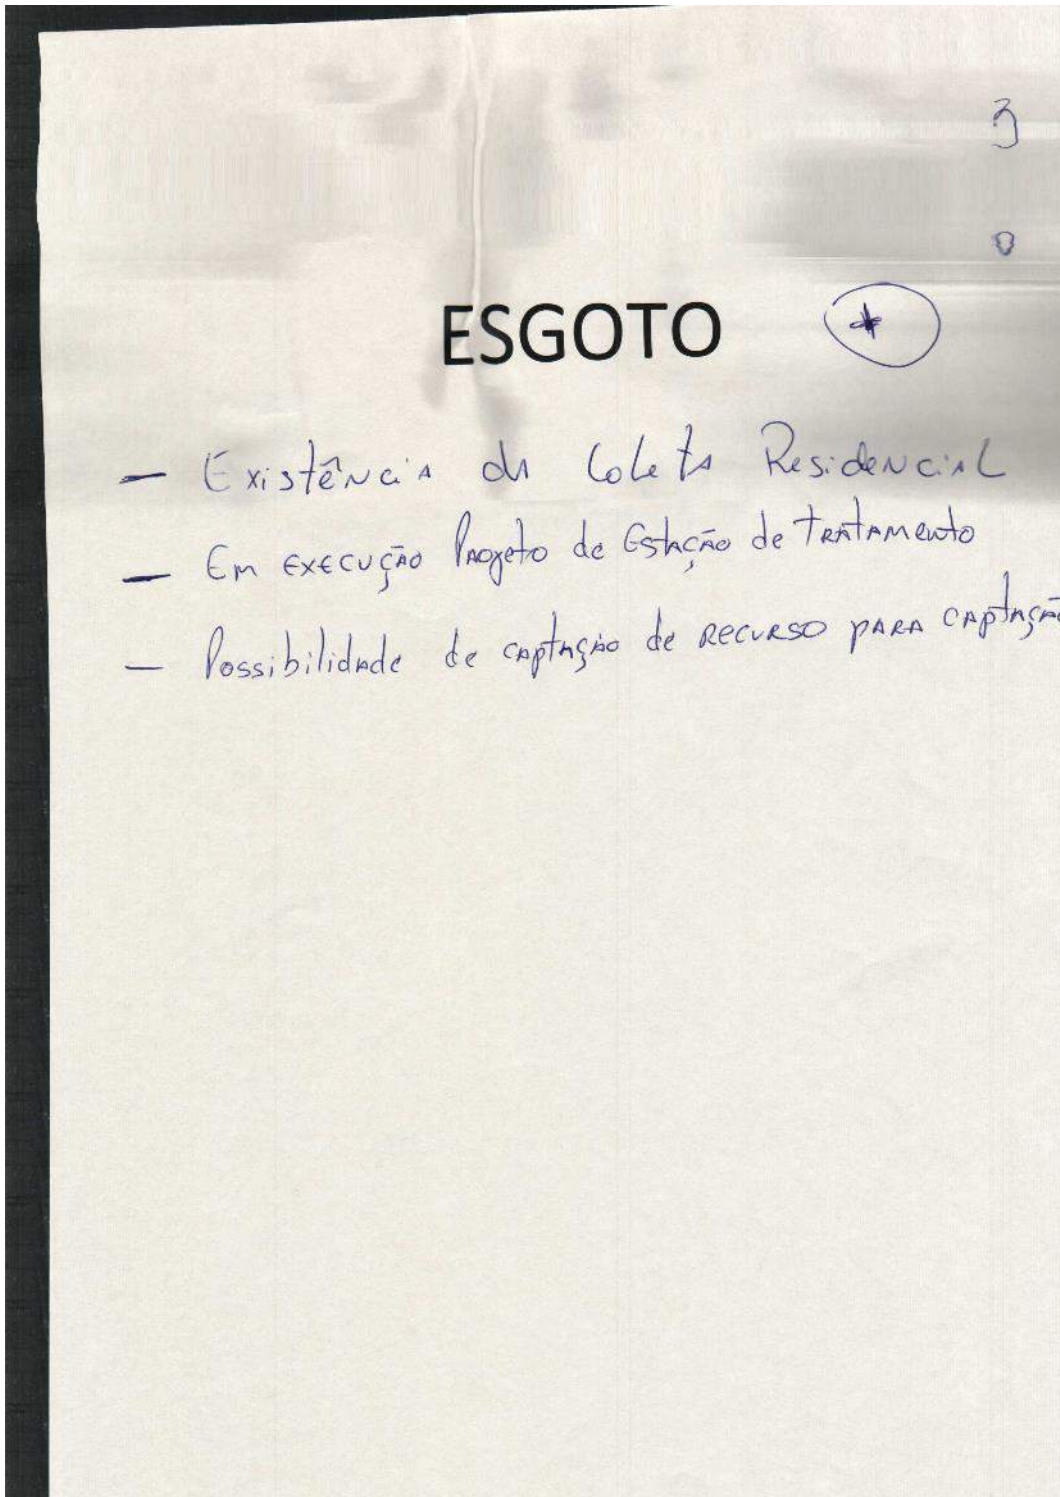 3
0
ESGOTO *
— Existência da Coleta Residencial
— Em execução Projeto de Estação de Tratamento
— Possibilidade de captação de recurso para captação